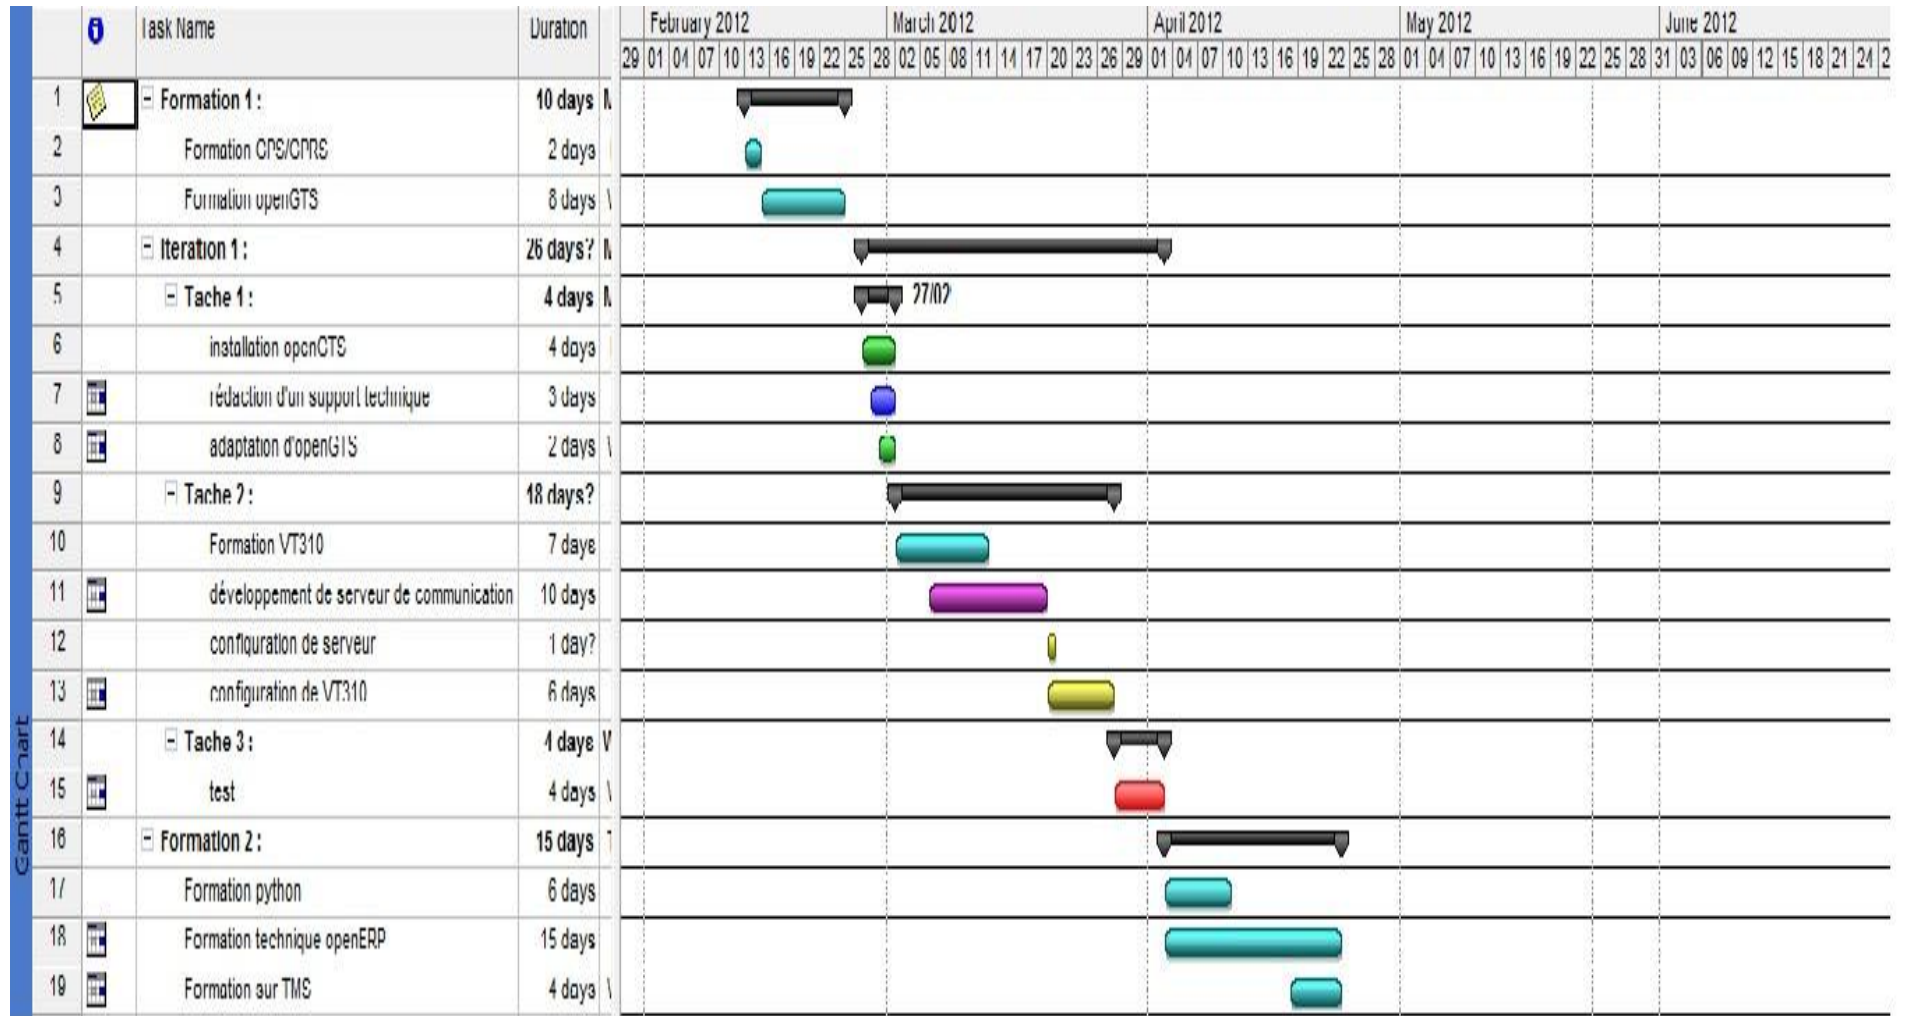 Task Name Duration February 2012 March 2012 April 2012 May 2012 June 2012
29 01 04 07 10 13 16 19 22 25 28 02 05 08 11 14 17 20 23 26 29 01 04 07 10 13 16 19 22 25 28 01 04 07 10 13 16 19 22 25 28 31 03 06 09 12 15 18 21 24 2
1 Formation 1 : 10 days M
2 Formation GPS/GPRS 2 days
3 Formation openGTS 8 days
4 Iteration 1 : 26 days? M
5 Tache 1 : 4 days M 27/02
6 installation openGTS 4 days
7 rédaction d'un support technique 3 days
8 adaptation d'openGTS 2 days
9 Tache 2 : 18 days?
10 Formation VT310 7 days
11 développement de serveur de communication 10 days
12 configuration de serveur 1 day?
13 configuration de VT310 6 days
14 Tache 3 : 4 days W
15 test 4 days
16 Formation 2 : 15 days T
17 Formation python 6 days
18 Formation technique openERP 15 days
19 Formation sur TMS 4 days
Gantt Chart